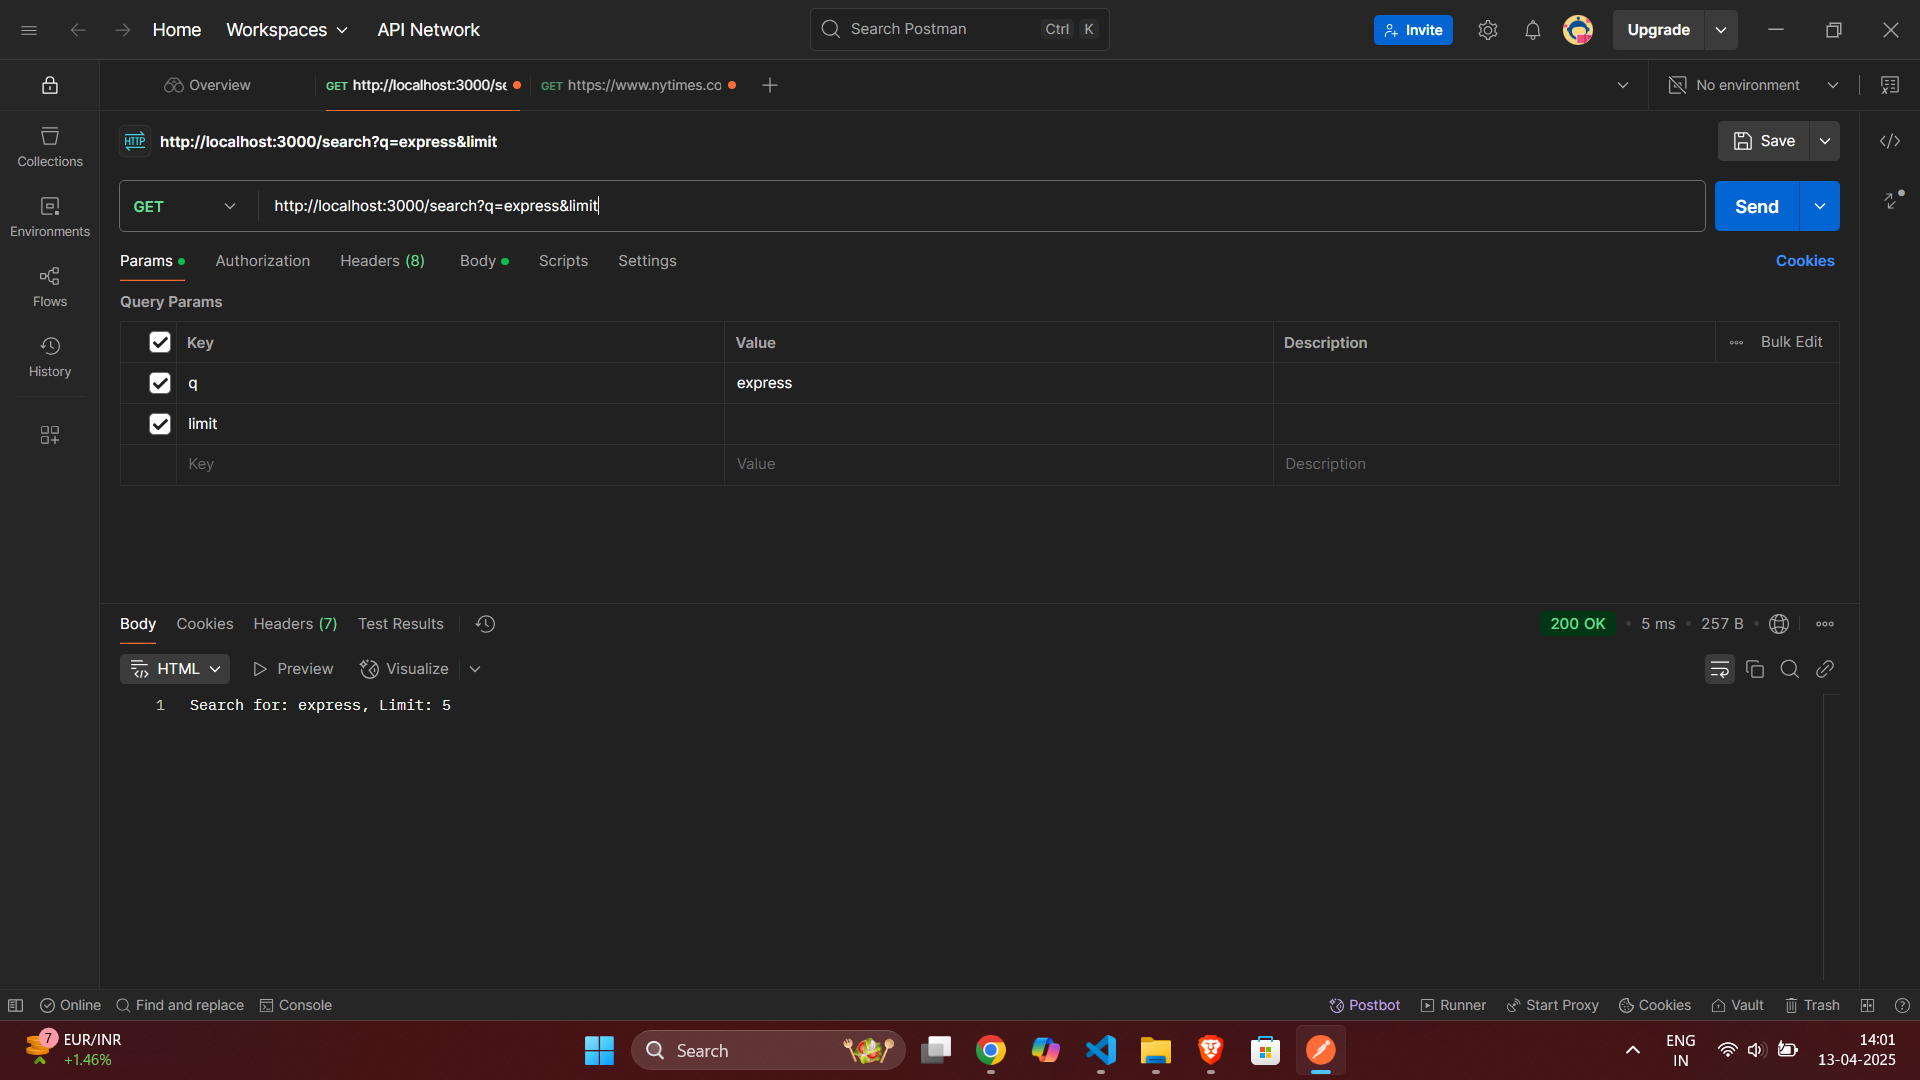 Home Workspaces API Network
Search Postman Ctrl K
Invite Upgrade
Overview
GET http://localhost:3000/se
GET https://www.nytimes.co
No environment
HTTP http://localhost:3000/search?q=express&limit
Save
GET http://localhost:3000/search?q=express&limit
Send
Collections
Environments
Flows
History
Params Authorization Headers (8) Body Scripts Settings Cookies
Query Params
Key Value Description Bulk Edit
q express
limit
Key Value Description
Body Cookies Headers (7) Test Results
200 OK 5 ms 257 B
HTML Preview Visualize
1 Search for: express, Limit: 5
Online Find and replace Console
Postbot Runner Start Proxy Cookies Vault Trash
7 EUR/INR
+1.46%
Search
ENG
IN
14:01
13-04-2025